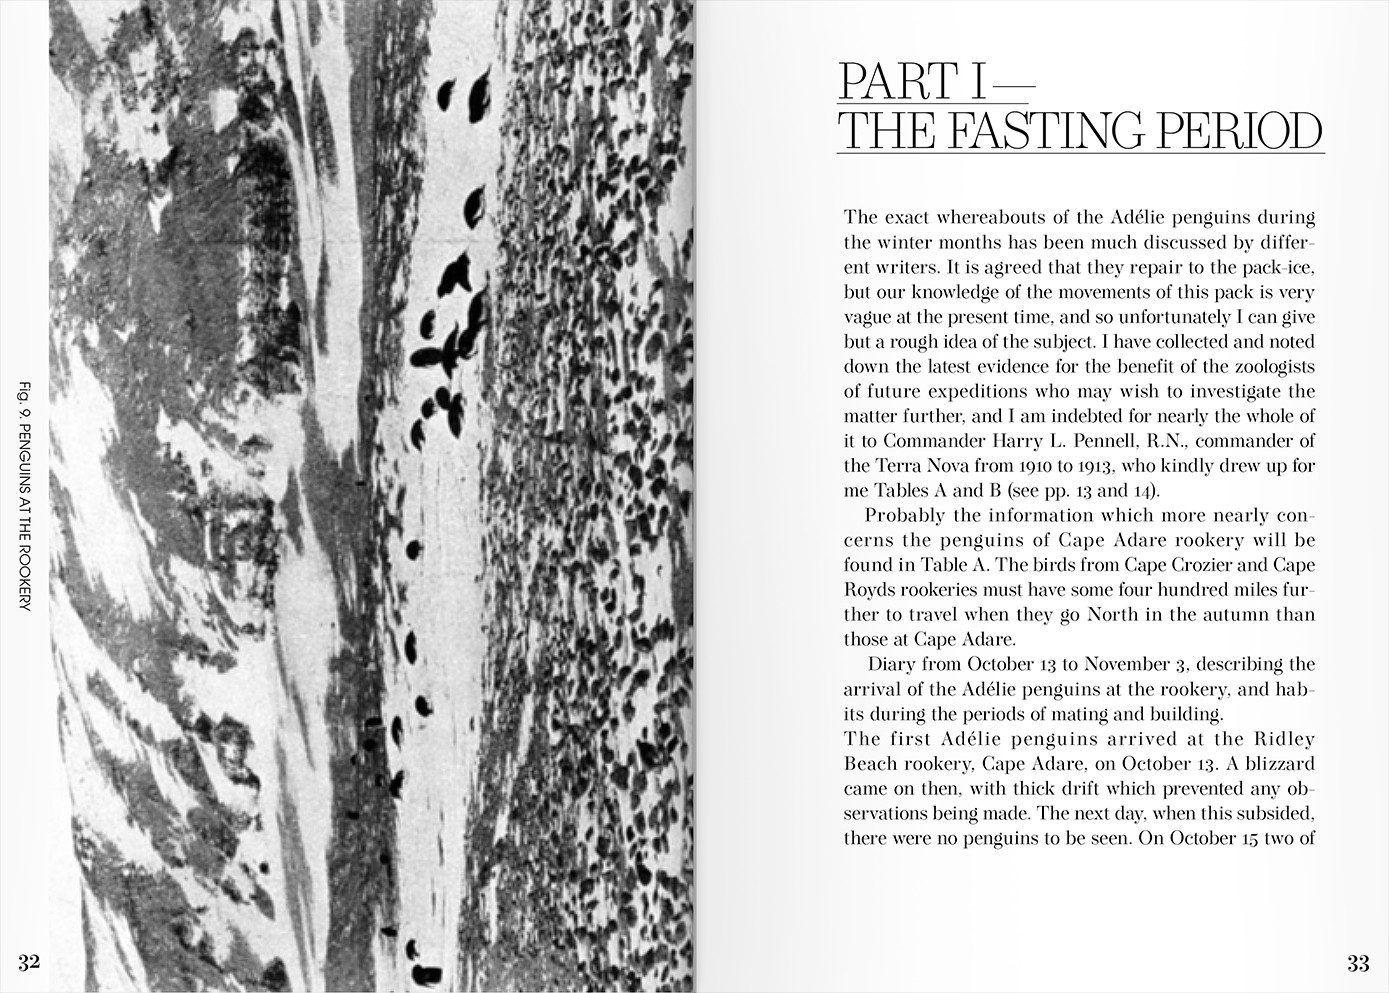 Fig. 9. PENGUINS AT THE ROOKERY
32
PART I—
THE FASTING PERIOD
The exact whereabouts of the Adélie penguins during
the winter months has been much discussed by differ-
ent writers. It is agreed that they repair to the pack-ice,
but our knowledge of the movements of this pack is very
vague at the present time, and so unfortunately I can give
but a rough idea of the subject. I have collected and noted
down the latest evidence for the benefit of the zoologists
of future expeditions who may wish to investigate the
matter further, and I am indebted for nearly the whole of
it to Commander Harry L. Pennell, R.N., commander of
the Terra Nova from 1910 to 1913, who kindly drew up for
me Tables A and B (see pp. 13 and 14).
Probably the information which more nearly con-
cerns the penguins of Cape Adare rookery will be
found in Table A. The birds from Cape Crozier and Cape
Royds rookeries must have some four hundred miles fur-
ther to travel when they go North in the autumn than
those at Cape Adare.
Diary from October 13 to November 3, describing the
arrival of the Adélie penguins at the rookery, and hab-
its during the periods of mating and building.
The first Adélie penguins arrived at the Ridley
Beach rookery, Cape Adare, on October 13. A blizzard
came on then, with thick drift which prevented any ob-
servations being made. The next day, when this subsided,
there were no penguins to be seen. On October 15 two of
33